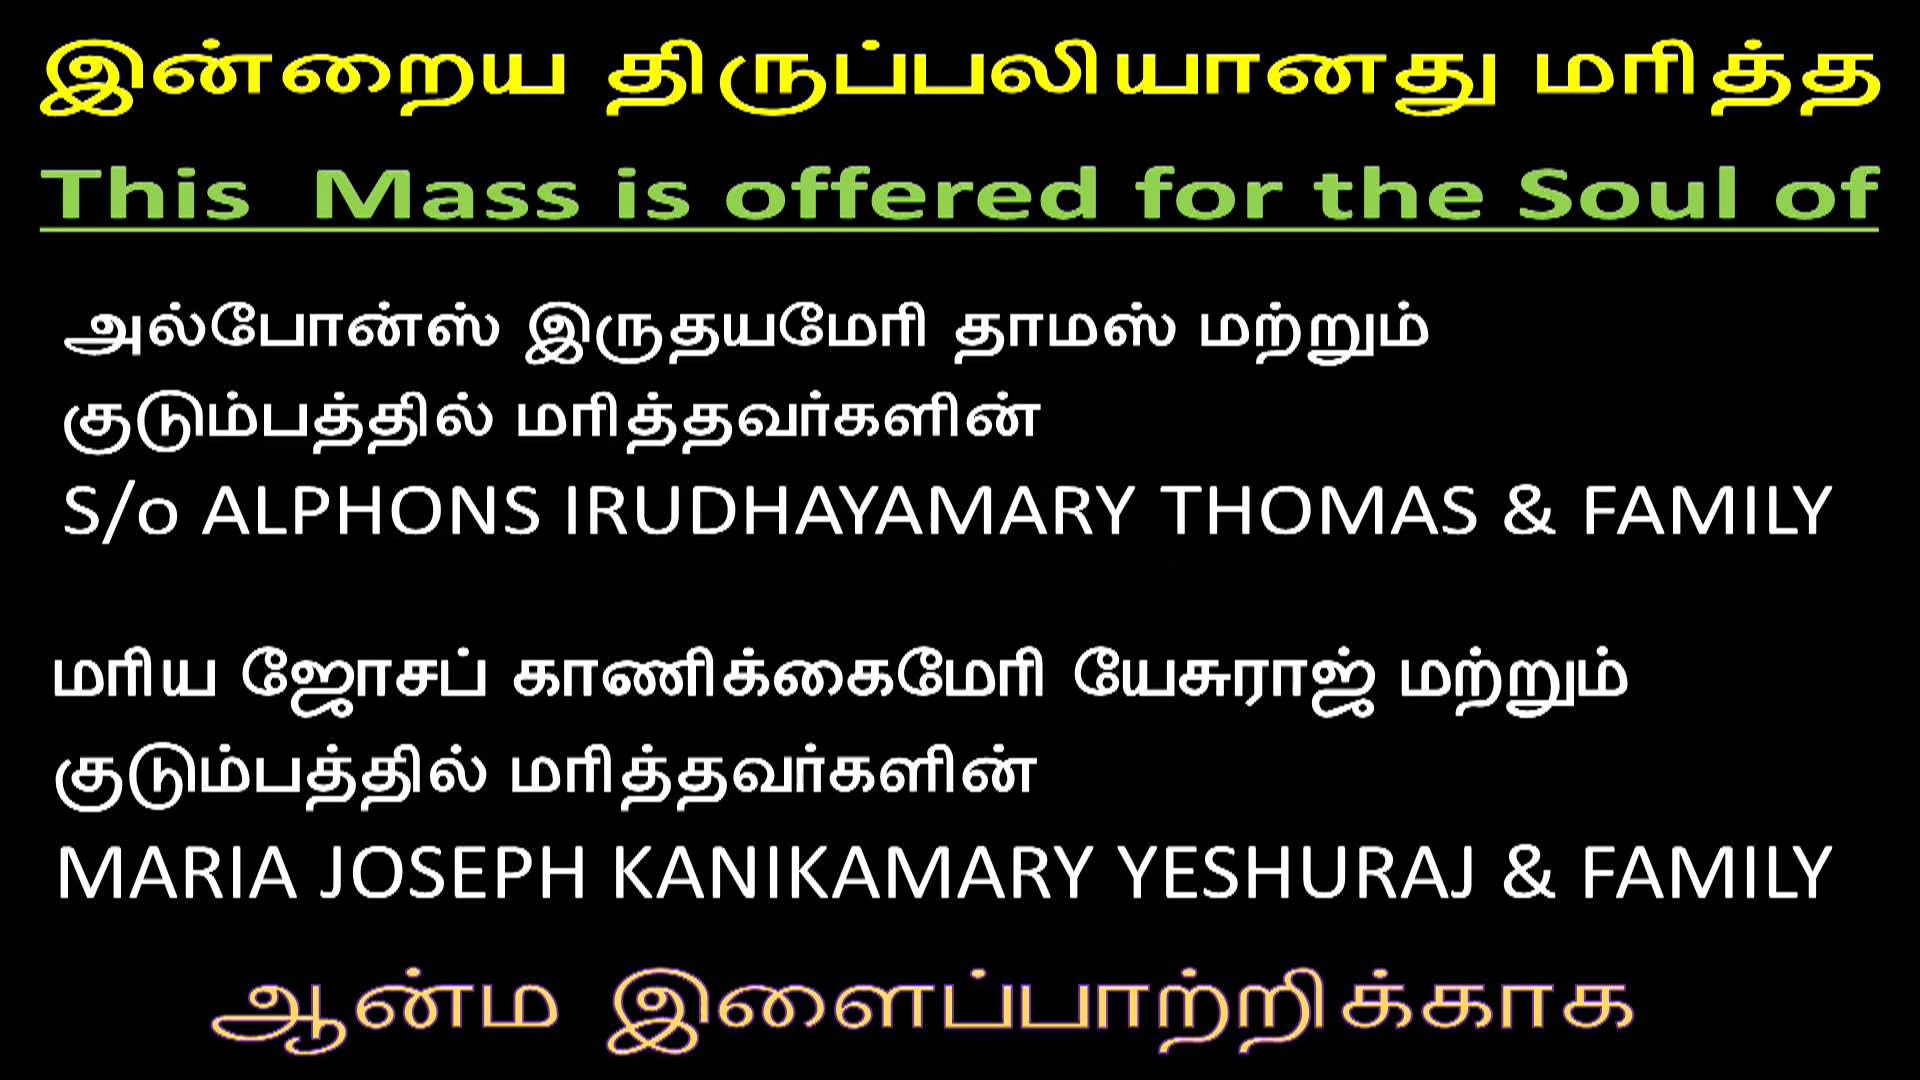 இன்றைய திருப்பலியானது மரித்த
This Mass is offered for the Soul of
அல்போன்ஸ் இருதயமேரி தாமஸ் மற்றும்
குடும்பத்தில் மரித்தவர்களின்
S/o ALPHONS IRUDHAYAMARY THOMAS & FAMILY
மரிய ஜோசப் காணிக்கைமேரி யேசுராஜ் மற்றும்
குடும்பத்தில் மரித்தவர்களின்
MARIA JOSEPH KANIKAMARY YESHURAJ & FAMILY
ஆன்ம இளைப்பாற்றிக்காக